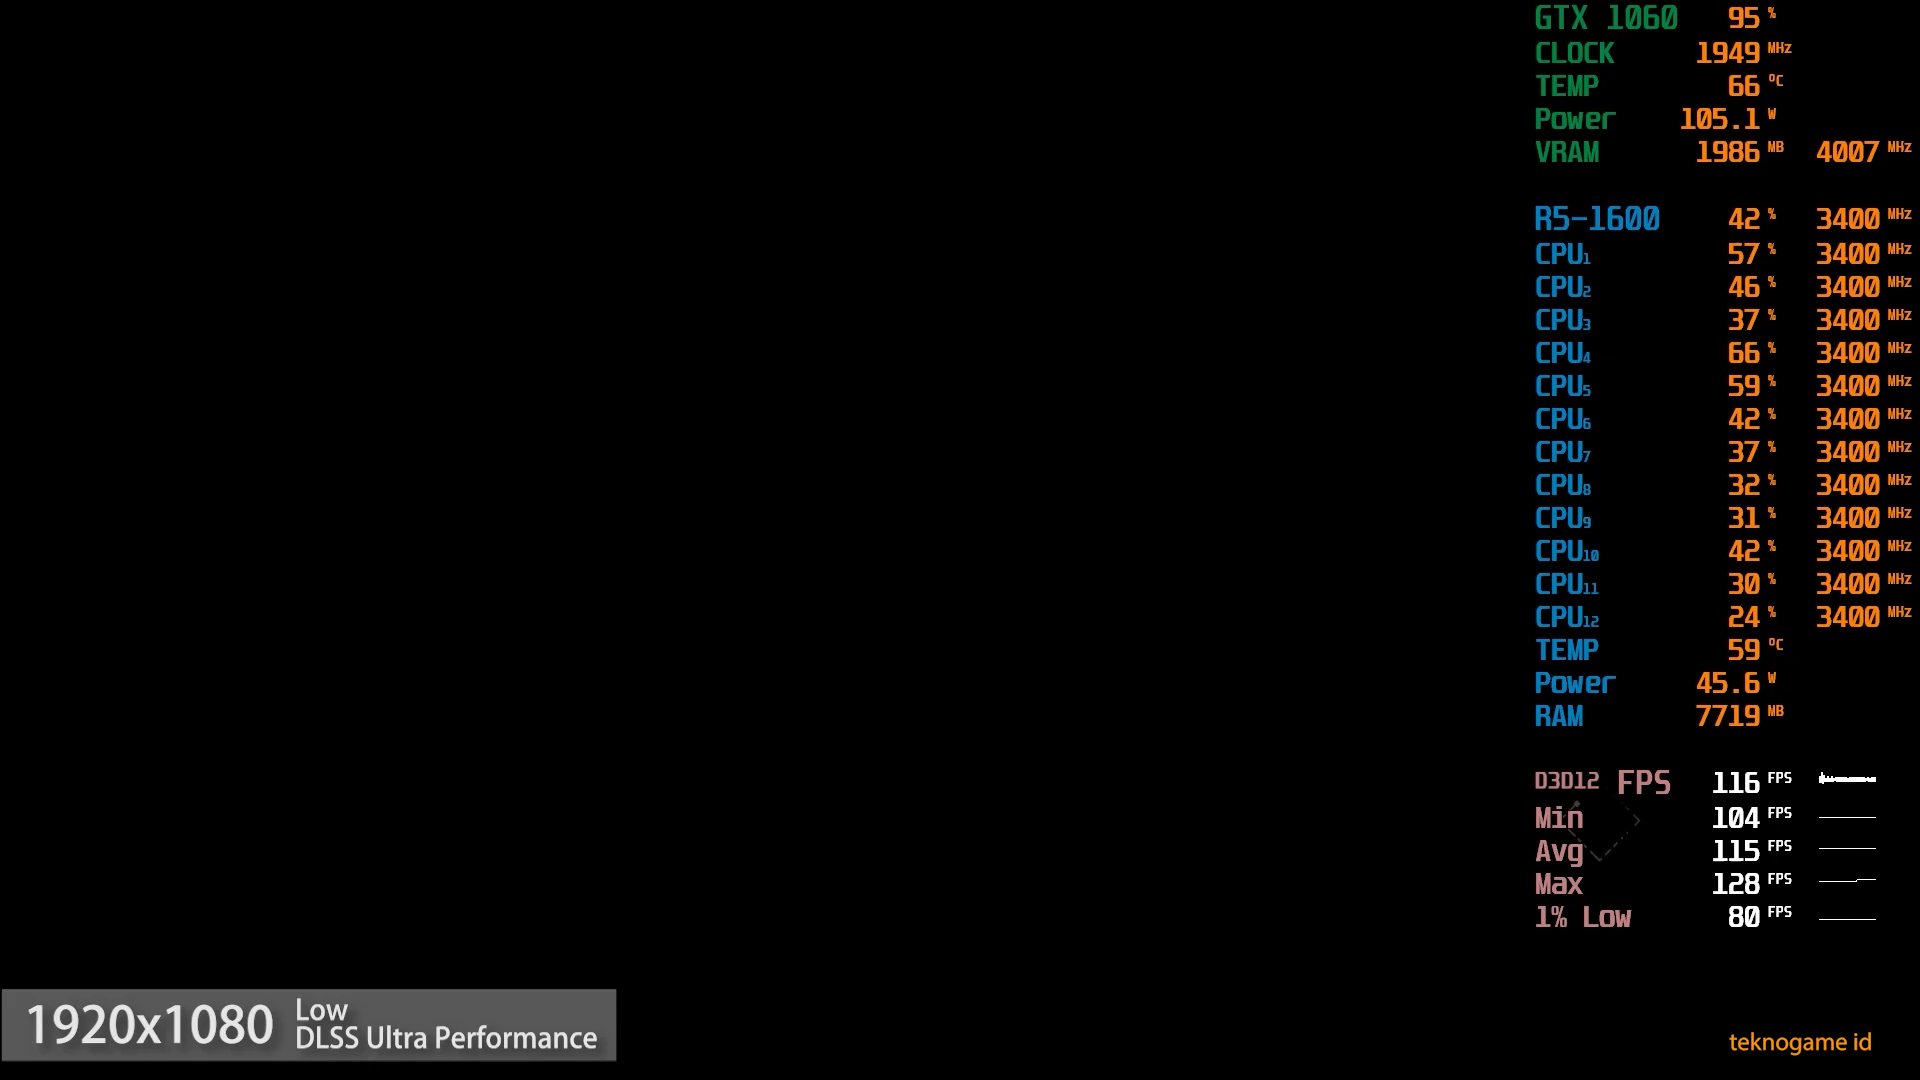 GTX 1060 95 %
CLOCK 1949 MHz
TEMP 66 °C
Power 105.1 W
VRAM 1986 MB 4007 MHz
R5-1600 42 % 3400 MHz
CPU1 57 % 3400 MHz
CPU2 46 % 3400 MHz
CPU3 37 % 3400 MHz
CPU4 66 % 3400 MHz
CPU5 59 % 3400 MHz
CPU6 42 % 3400 MHz
CPU7 37 % 3400 MHz
CPU8 32 % 3400 MHz
CPU9 31 % 3400 MHz
CPU10 42 % 3400 MHz
CPU11 30 % 3400 MHz
CPU12 24 % 3400 MHz
TEMP 59 °C
Power 45.6 W
RAM 7719 MB
D3D12 FPS 116 FPS
Min 104 FPS
Avg 115 FPS
Max 128 FPS
1% Low 80 FPS
1920x1080
Low
DLSS Ultra Performance
teknogame id